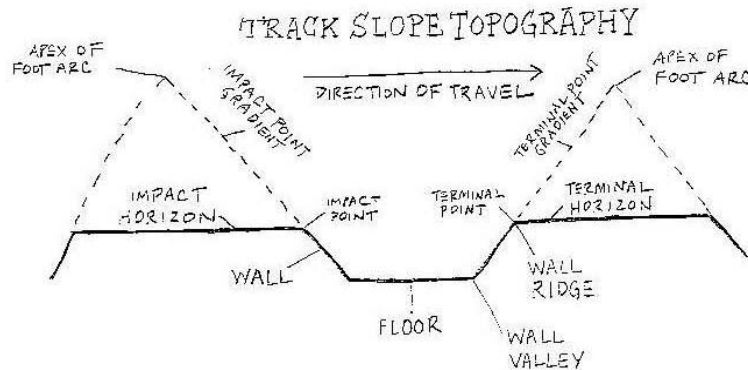 TRACK SLOPE TOPOGRAPHY
APEX OF
FOOT ARC
IMPACT POINT
GRADIENT
DIRECTION OF TRAVEL
TERMINAL POINT
GRADIENT
APEX OF
FOOT ARC
IMPACT
HORIZON
IMPACT
POINT
TERMINAL
POINT
TERMINAL
HORIZON
WALL
WALL
RIDGE
FLOOR
WALL
VALLEY